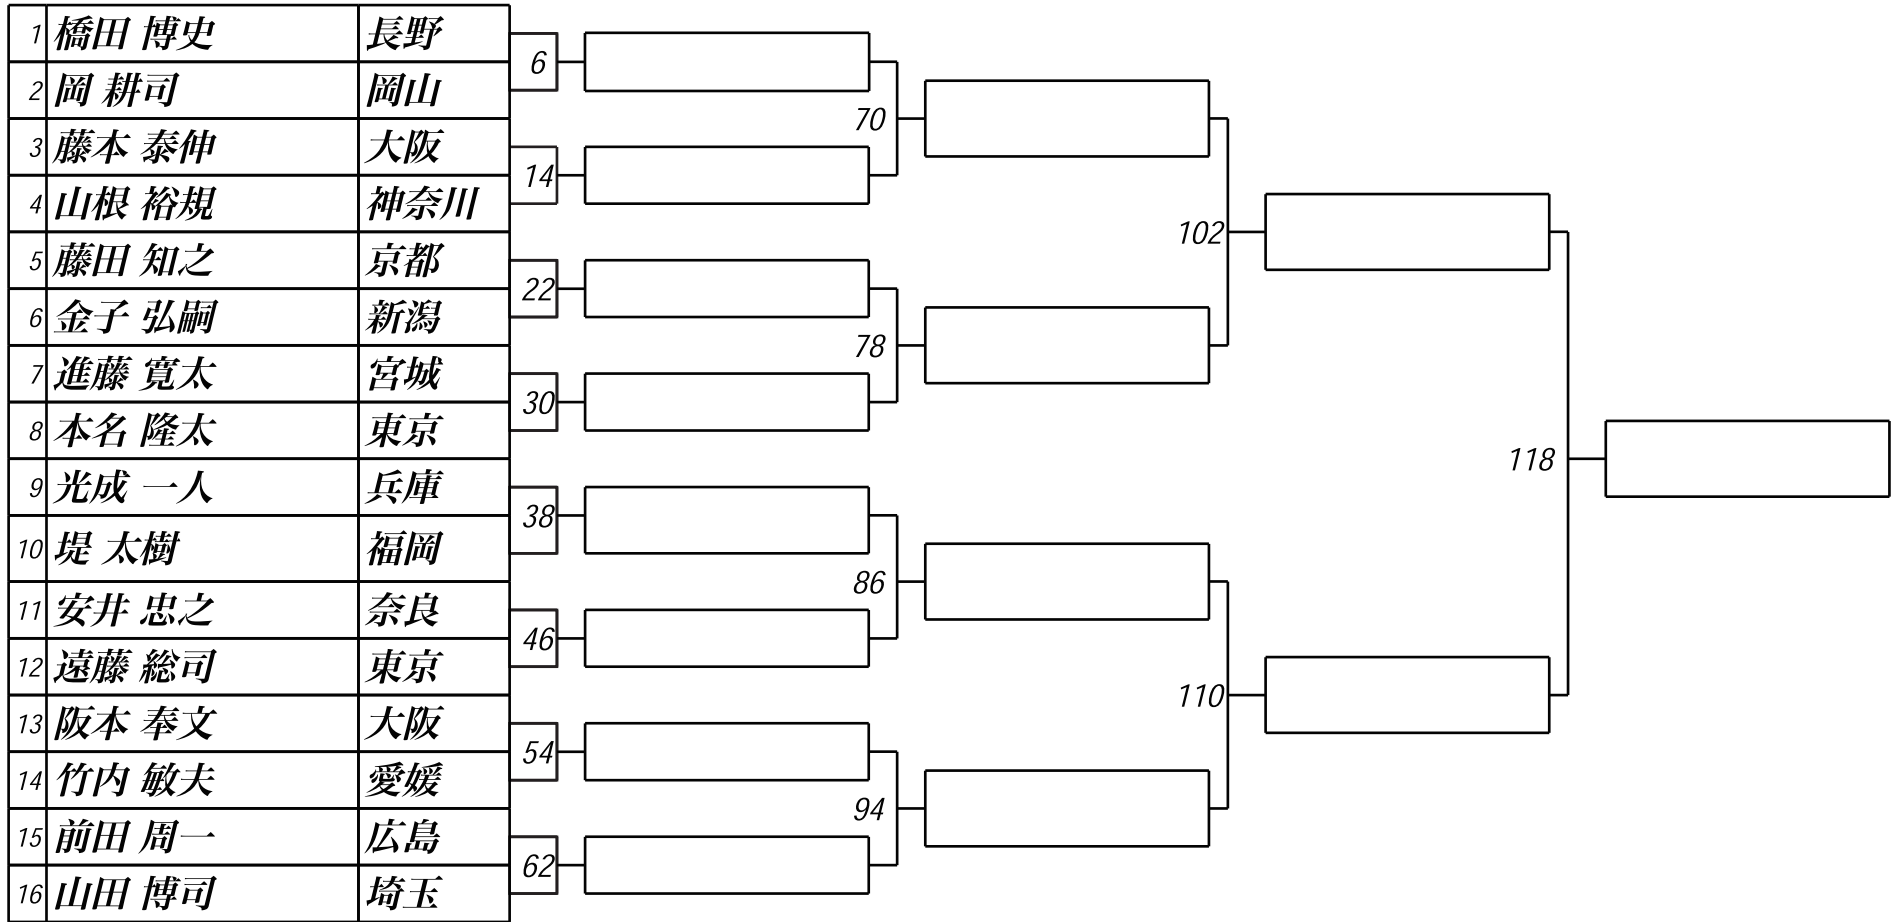 1 橋田 博史 長野
2 岡 耕司 岡山
3 藤本 泰伸 大阪
4 山根 裕規 神奈川
5 藤田 知之 京都
6 金子 弘嗣 新潟
7 進藤 寛太 宮城
8 本名 隆太 東京
9 光成 一人 兵庫
10 堤 太樹 福岡
11 安井 忠之 奈良
12 遠藤 総司 東京
13 阪本 奉文 大阪
14 竹内 敏夫 愛媛
15 前田 周一 広島
16 山田 博司 埼玉
6
14
22
30
38
46
54
62
70
78
86
94
102
110
118